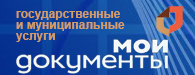 государственные
и муниципальные
услуги
мои
документы